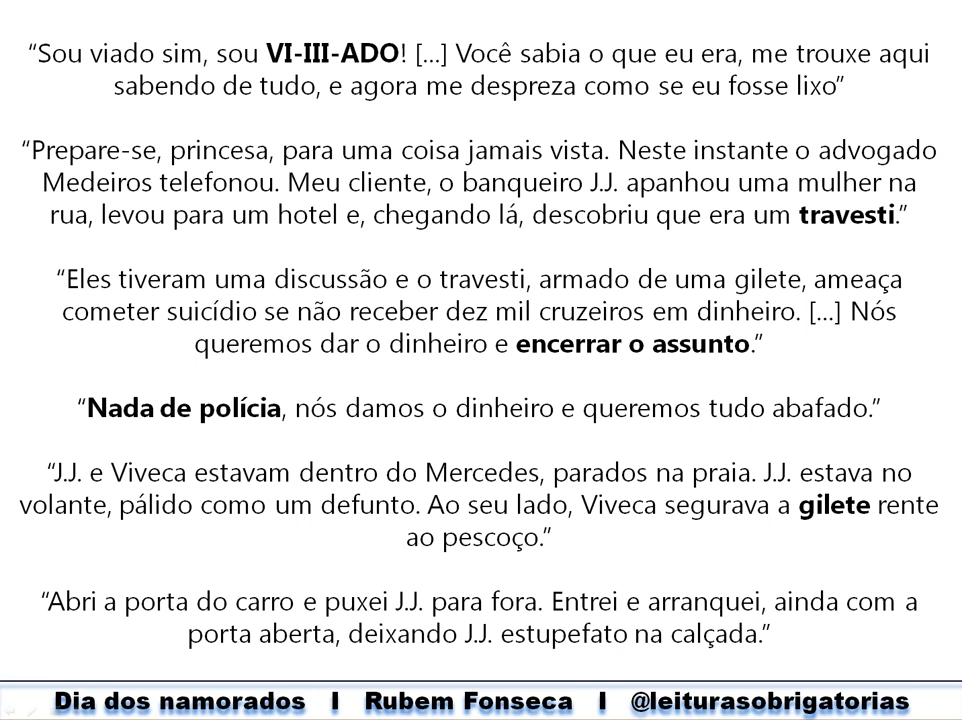 “Sou viado sim, sou VI-III-ADO! [...] Você sabia o que eu era, me trouxe aqui
sabendo de tudo, e agora me despreza como se eu fosse lixo”
“Prepare-se, princesa, para uma coisa jamais vista. Neste instante o advogado
Medeiros telefonou. Meu cliente, o banqueiro J.J. apanhou uma mulher na
rua, levou para um hotel e, chegando lá, descobriu que era um travesti.”
“Eles tiveram uma discussão e o travesti, armado de uma gilete, ameaça
cometer suicídio se não receber dez mil cruzeiros em dinheiro. [...] Nós
queremos dar o dinheiro e encerrar o assunto.”
“Nada de polícia, nós damos o dinheiro e queremos tudo abafado.”
“J.J. e Viveca estavam dentro do Mercedes, parados na praia. J.J. estava no
volante, pálido como um defunto. Ao seu lado, Viveca segurava a gilete rente
ao pescoço.”
“Abri a porta do carro e puxei J.J. para fora. Entrei e arranquei, ainda com a
porta aberta, deixando J.J. estupefato na calçada.”
Dia dos namorados I Rubem Fonseca I @leiturasobrigatorias